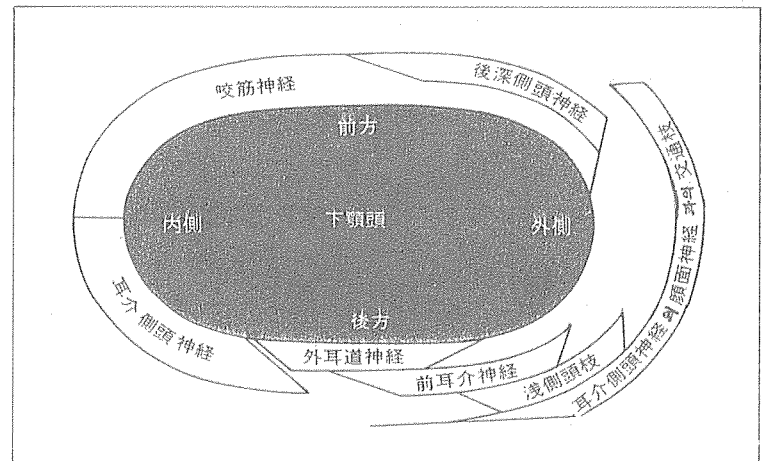 咬筋神経
後深側頭神経
前方
内側
下顎頭
外側
後方
耳介側頭神経
外耳道神経
前耳介神経
浅側頭枝
耳介側頭神経의顔面神経과의交通枝